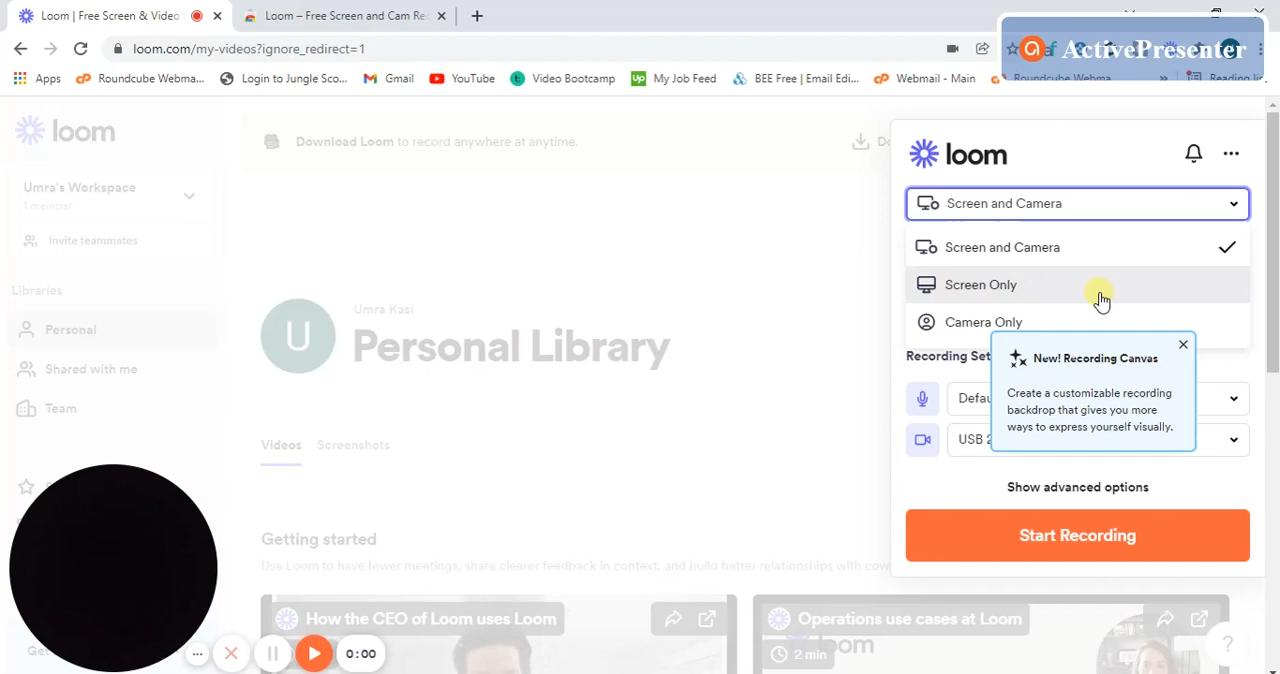 Loom | Free Screen & Video
Loom – Free Screen and Cam Rec
ActivePresenter
loom.com/my-videos?ignore_redirect=1
Apps
Roundcube Webma...
Login to Jungle Sco...
Gmail
YouTube
Video Bootcamp
My Job Feed
BEE Free | Email Edi...
Webmail - Main
Roundcube Webma
»
Reading list
loom
Download Loom to record anywhere at anytime.
Umra's Workspace
1 member
Invite teammates
Libraries
Personal
Shared with me
Team
U
Umra Kasi
Personal Library
Videos
Screenshots
Getting started
Use Loom to have fewer meetings, share clearer feedback in context, and build better relationships with cow
How the CEO of Loom uses Loom
Operations use cases at Loom
loom
2 min
0:00
?
loom
Screen and Camera
Screen and Camera
Screen Only
Camera Only
Recording Set
New! Recording Canvas
Create a customizable recording
backdrop that gives you more
ways to express yourself visually.
Defau
USB 2
Show advanced options
Start Recording